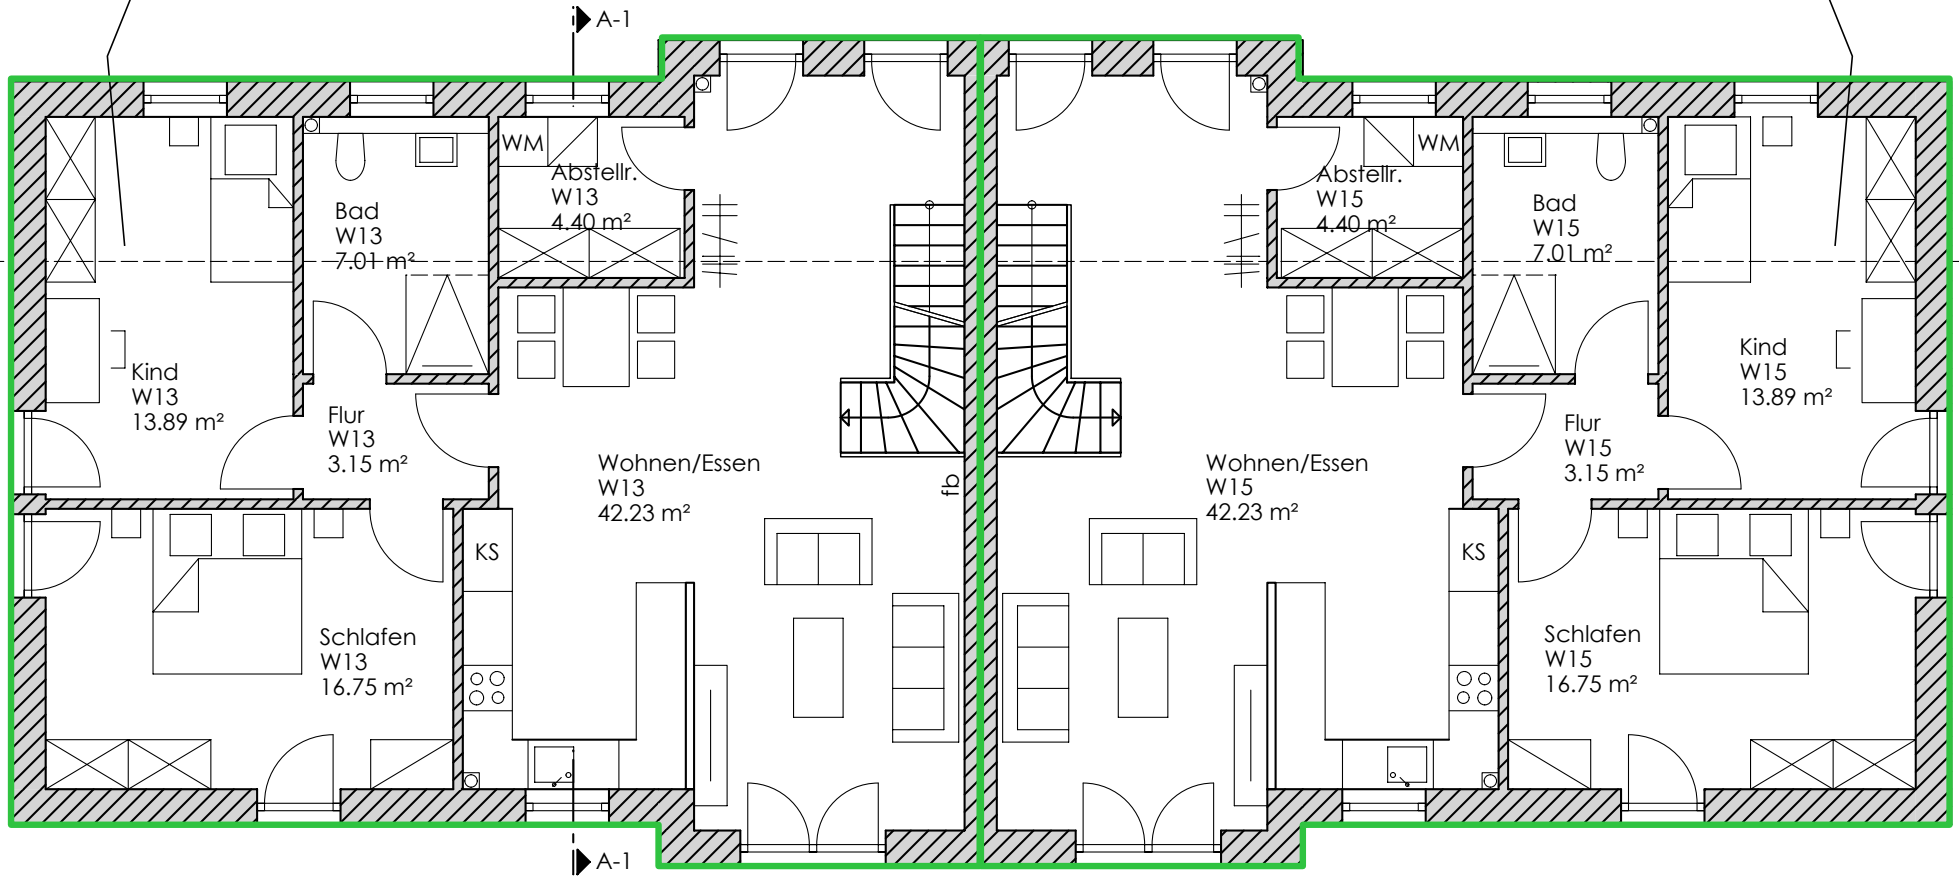 A-1
WM
Abstellr.
W13
4.40 m²
Bad
W13
7.01 m²
Kind
W13
13.89 m²
Flur
W13
3.15 m²
Wohnen/Essen
W13
42.23 m²
fb
KS
Schlafen
W13
16.75 m²
A-1
WM
Abstellr.
W15
4.40 m²
Bad
W15
7.01 m²
Kind
W15
13.89 m²
Flur
W15
3.15 m²
Wohnen/Essen
W15
42.23 m²
KS
Schlafen
W15
16.75 m²